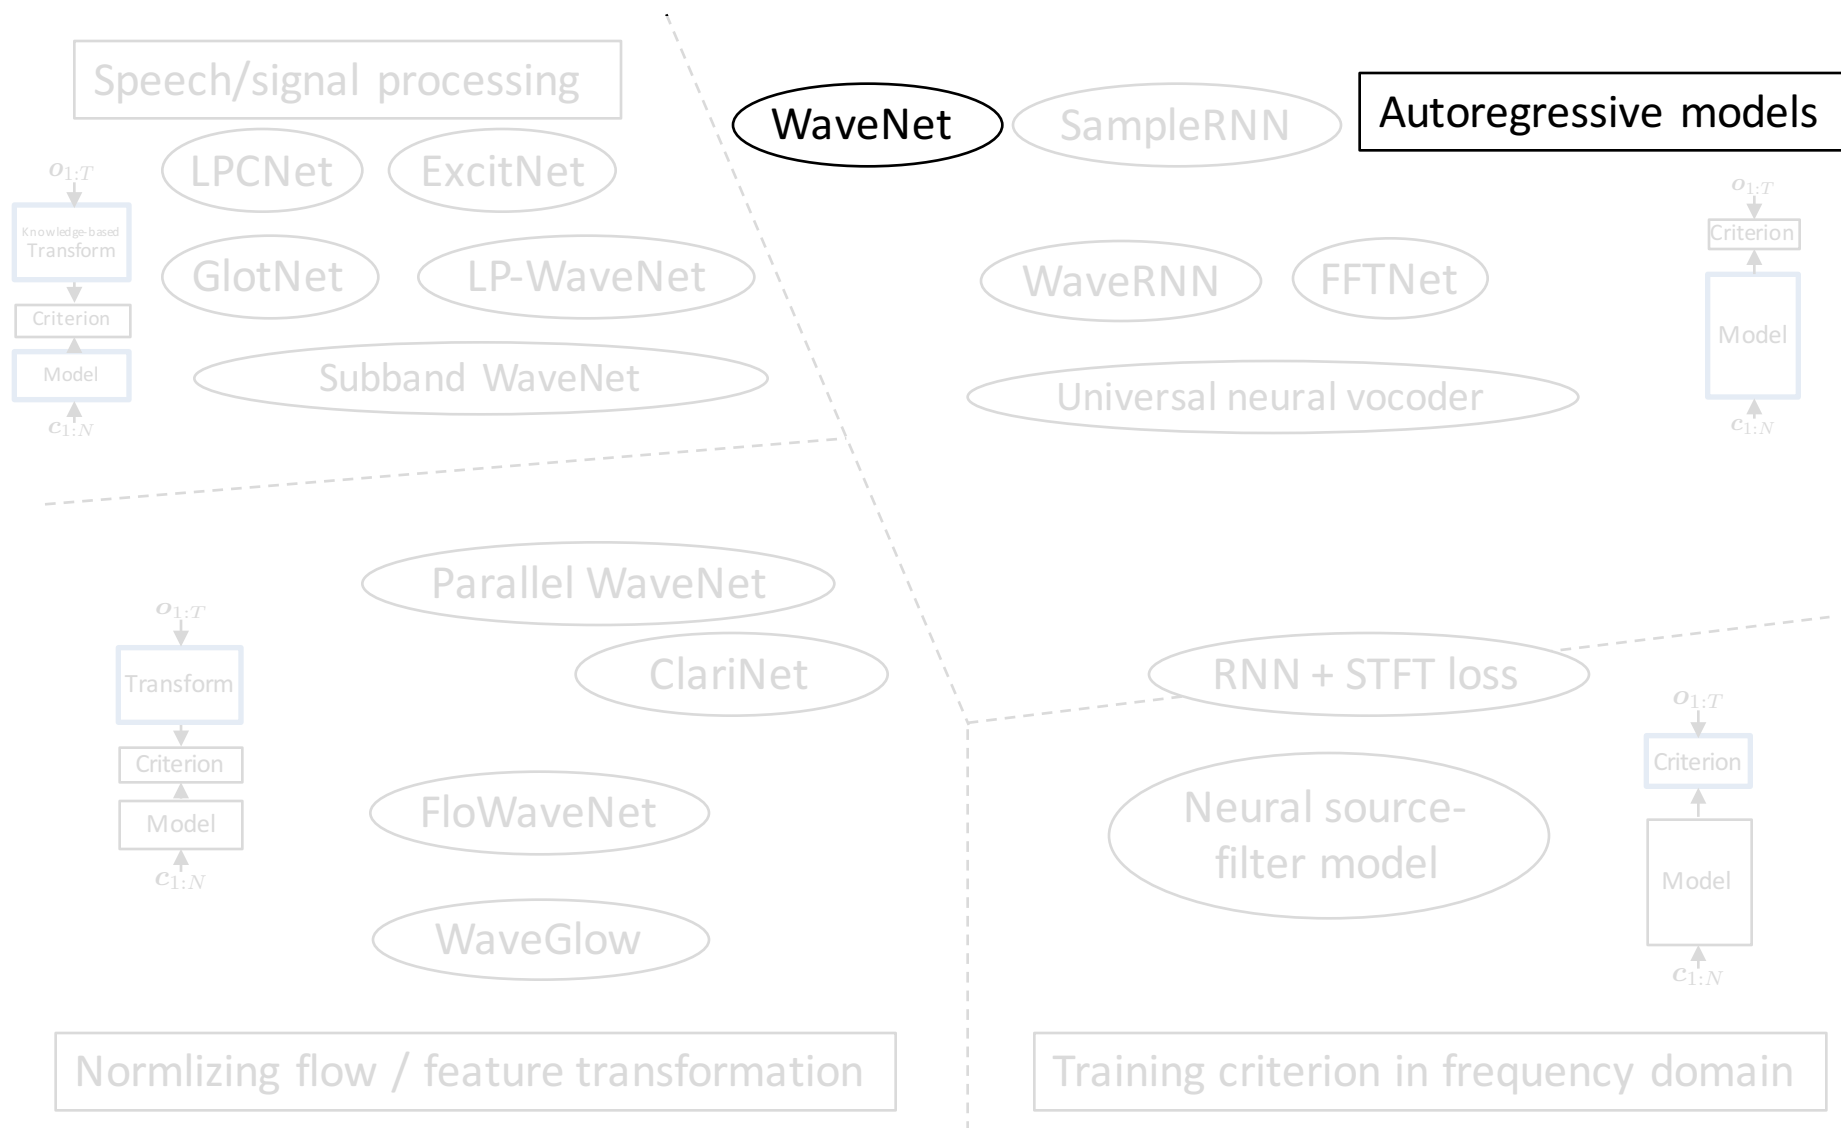 Speech/signal processing
WaveNet
SampleRNN
Autoregressive models
LPCNet
ExcitNet
GlotNet
LP-WaveNet
Subband WaveNet
o1:T
Knowledge-based
Transform
Criterion
Model
c1:N
WaveRNN
FFTNet
Universal neural vocoder
o1:T
Criterion
Model
c1:N
Parallel WaveNet
ClariNet
FloWaveNet
WaveGlow
o1:T
Transform
Criterion
Model
c1:N
RNN + STFT loss
Neural source-
filter model
o1:T
Criterion
Model
c1:N
Normlizing flow / feature transformation
Training criterion in frequency domain